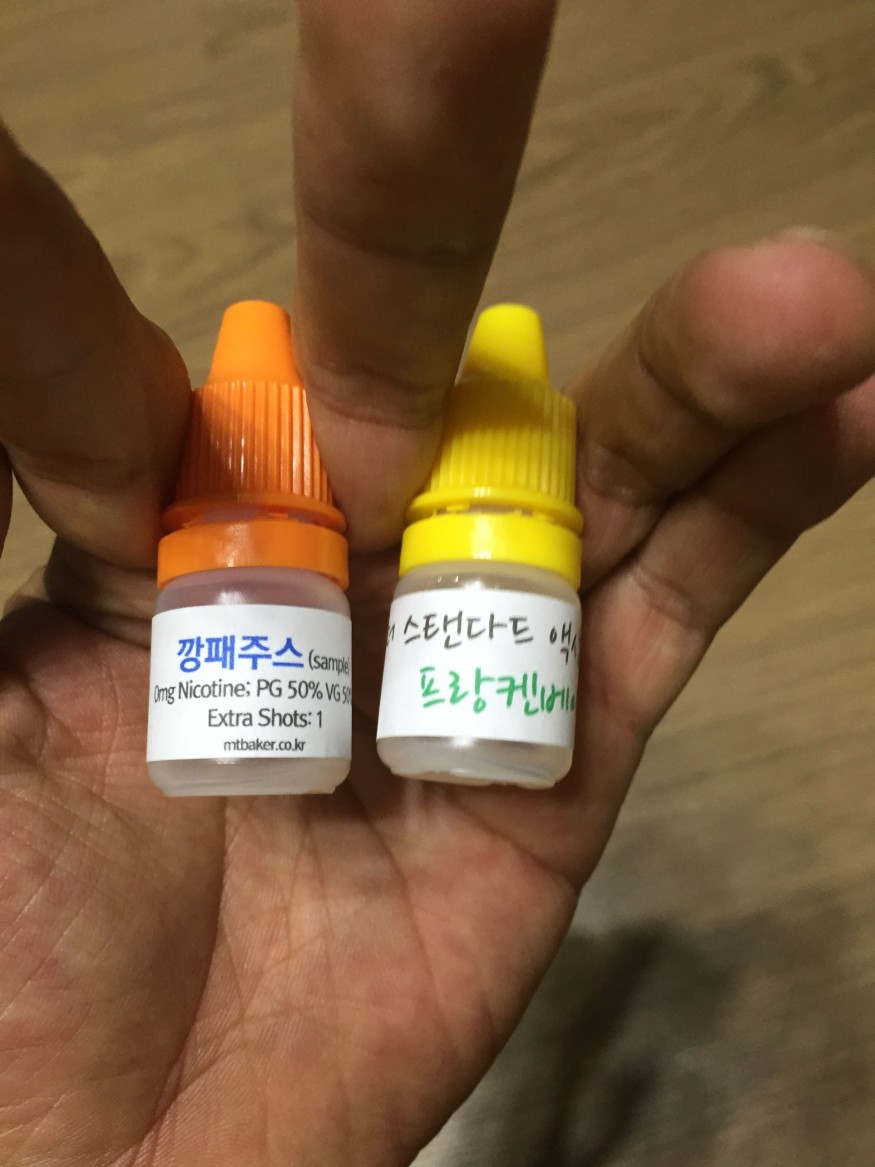 깡패주스 (sample)
0mg Nicotine; PG 50% VG
Extra Shots: 1
mtbaker.co.kr
스탠다드
프랑켄베